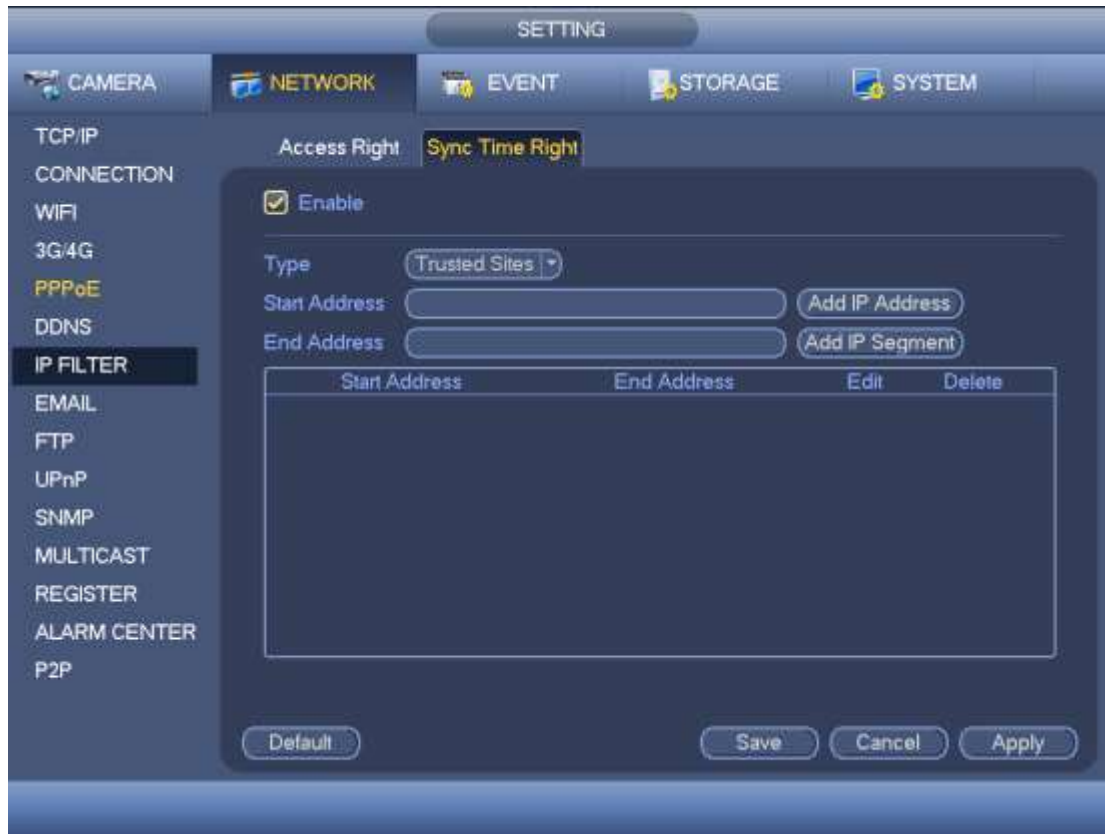 SETTING
CAMERA NETWORK EVENT STORAGE SYSTEM
TCP/IP
CONNECTION
WIFI
3G/4G
PPPoE
DDNS
IP FILTER
EMAIL
FTP
UPnP
SNMP
MULTICAST
REGISTER
ALARM CENTER
P2P
Access Right Sync Time Right
Enable
Type Trusted Sites
Start Address Add IP Address
End Address Add IP Segment
Start Address End Address Edit Delete
Default Save Cancel Apply